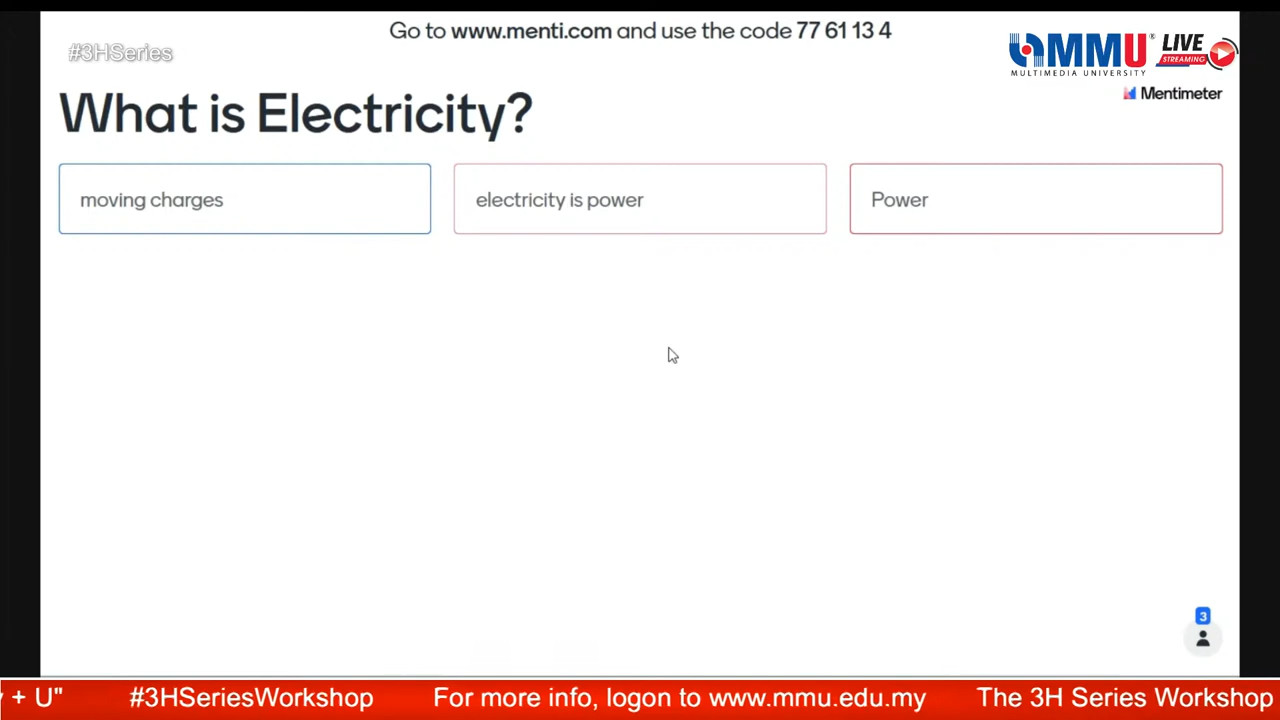 Go to www.menti.com and use the code 77 61 13 4
#3HSeries
MMU®
MULTIMEDIA UNIVERSITY
LIVE
STREAMING
Mentimeter
What is Electricity?
moving charges
electricity is power
Power
3
+ U" #3HSeriesWorkshop For more info, logon to www.mmu.edu.my The 3H Series Workshop